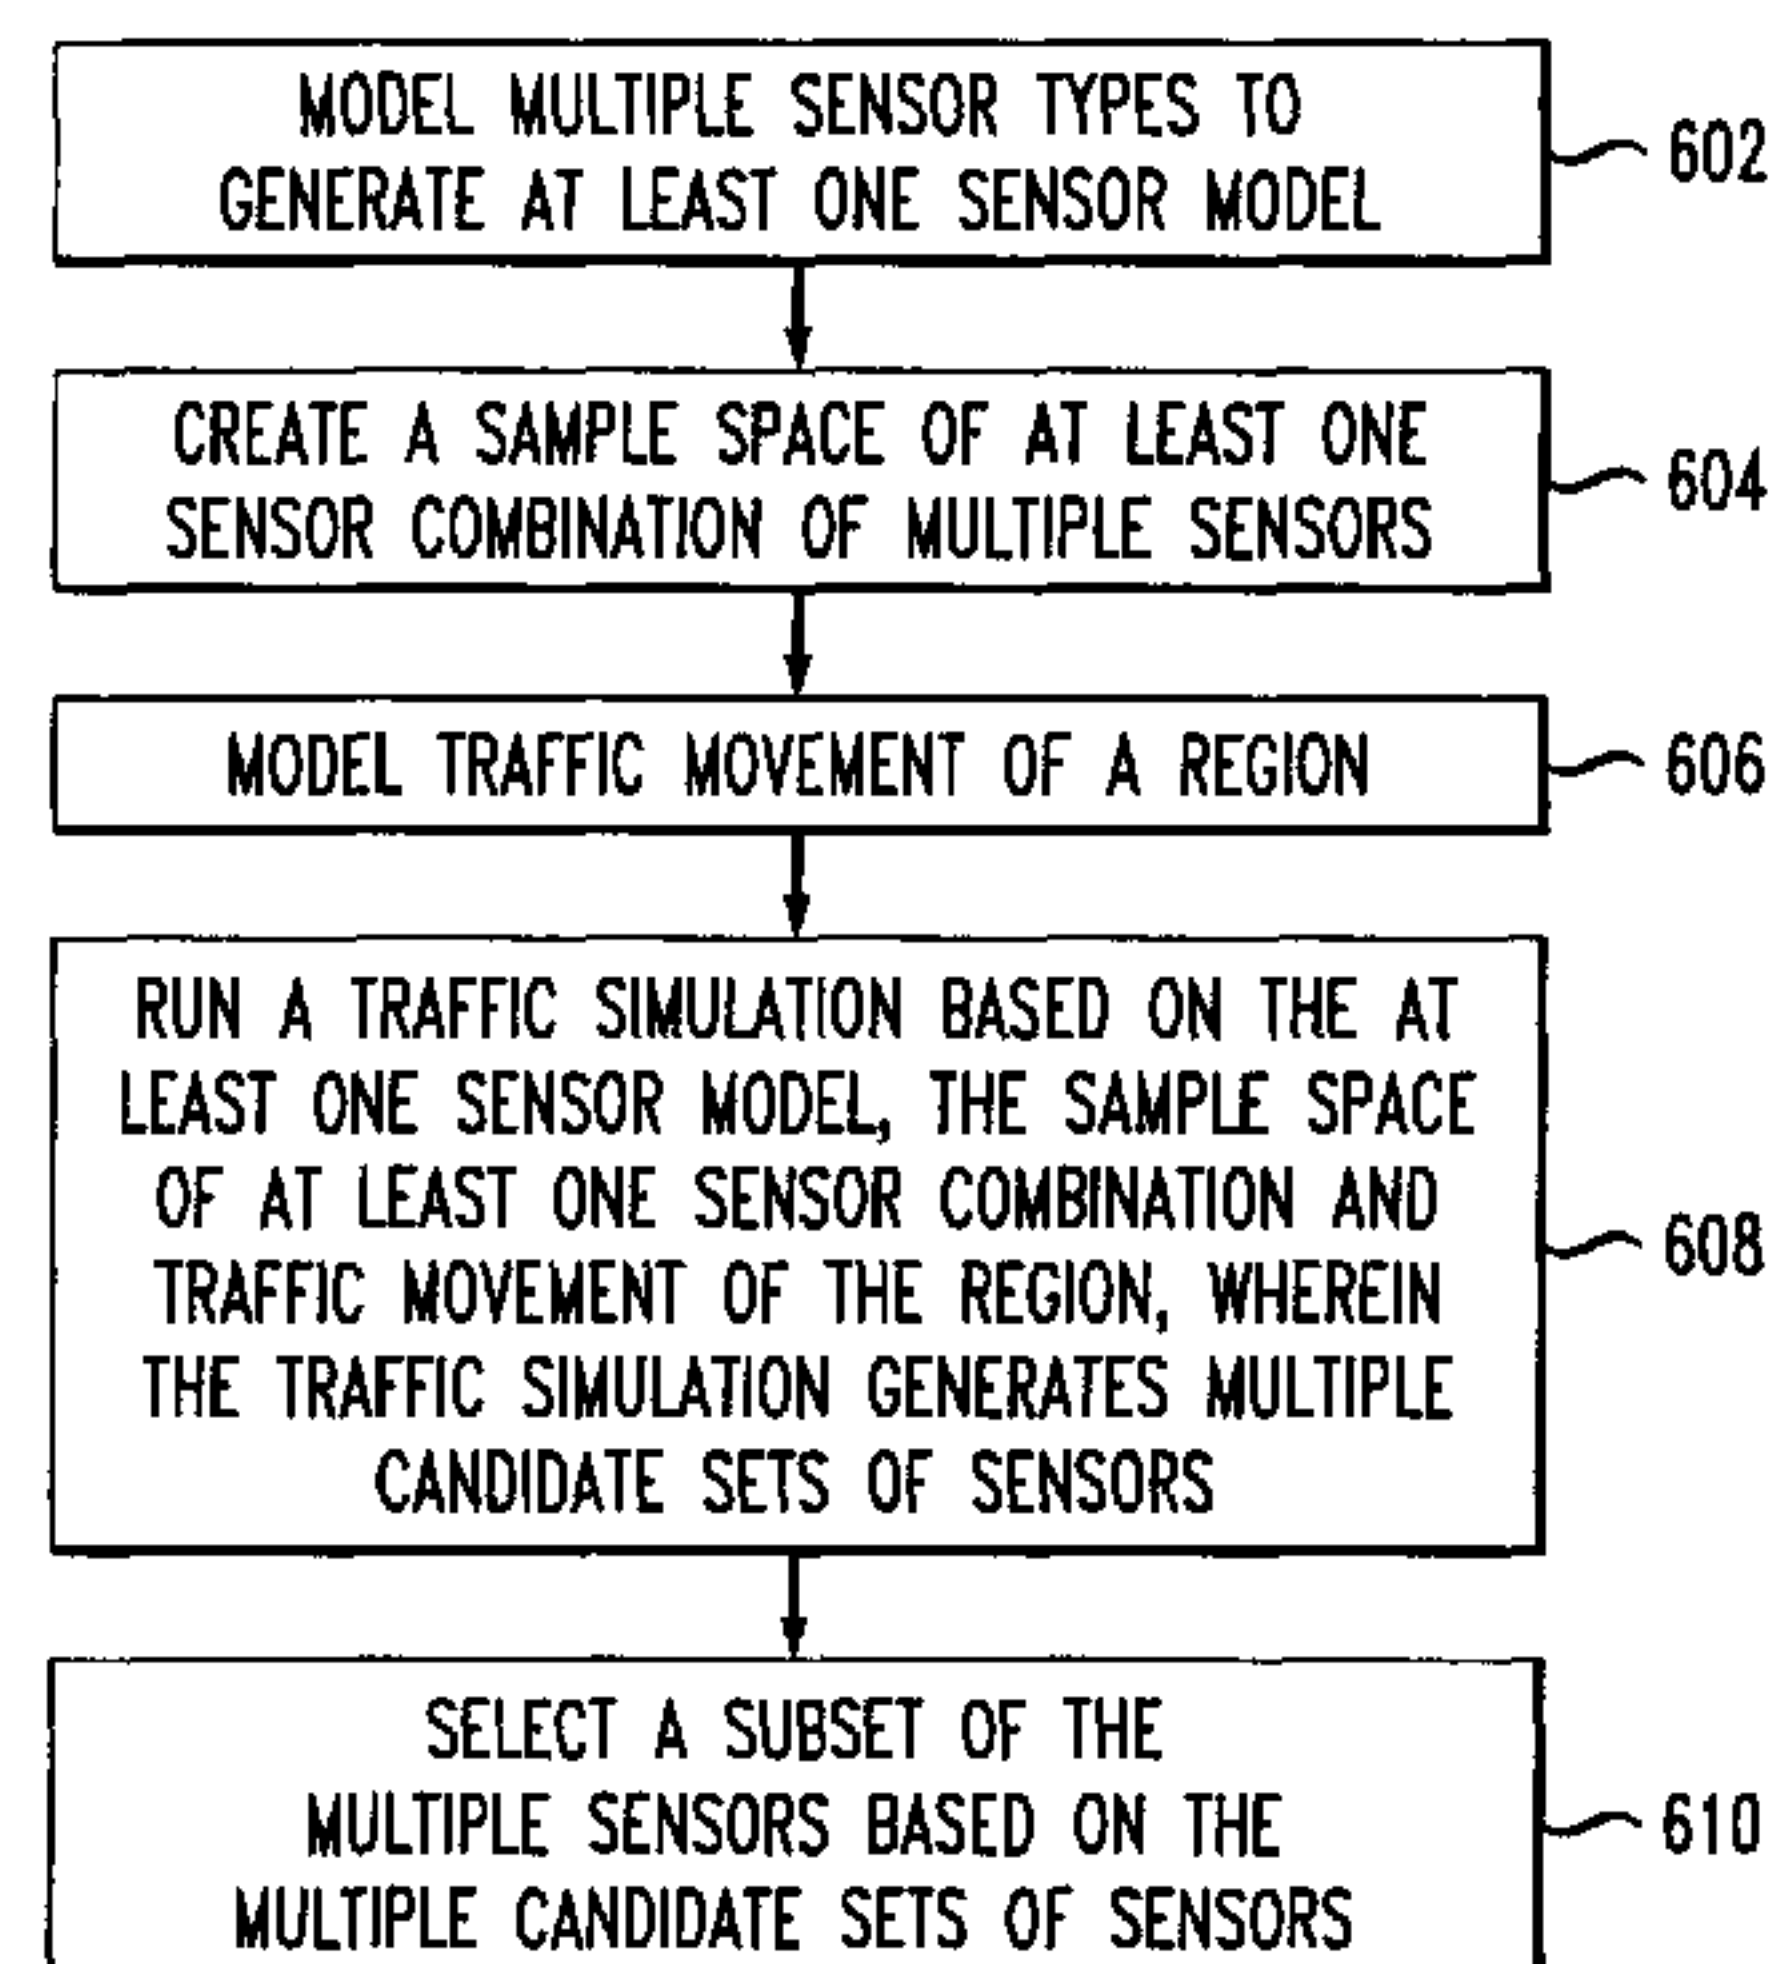 MODEL MULTIPLE SENSOR TYPES TO
GENERATE AT LEAST ONE SENSOR MODEL
602
CREATE A SAMPLE SPACE OF AT LEAST ONE
SENSOR COMBINATION OF MULTIPLE SENSORS
604
MODEL TRAFFIC MOVEMENT OF A REGION
606
RUN A TRAFFIC SIMULATION BASED ON THE AT
LEAST ONE SENSOR MODEL, THE SAMPLE SPACE
OF AT LEAST ONE SENSOR COMBINATION AND
TRAFFIC MOVEMENT OF THE REGION, WHEREIN
THE TRAFFIC SIMULATION GENERATES MULTIPLE
CANDIDATE SETS OF SENSORS
608
SELECT A SUBSET OF THE
MULTIPLE SENSORS BASED ON THE
MULTIPLE CANDIDATE SETS OF SENSORS
610